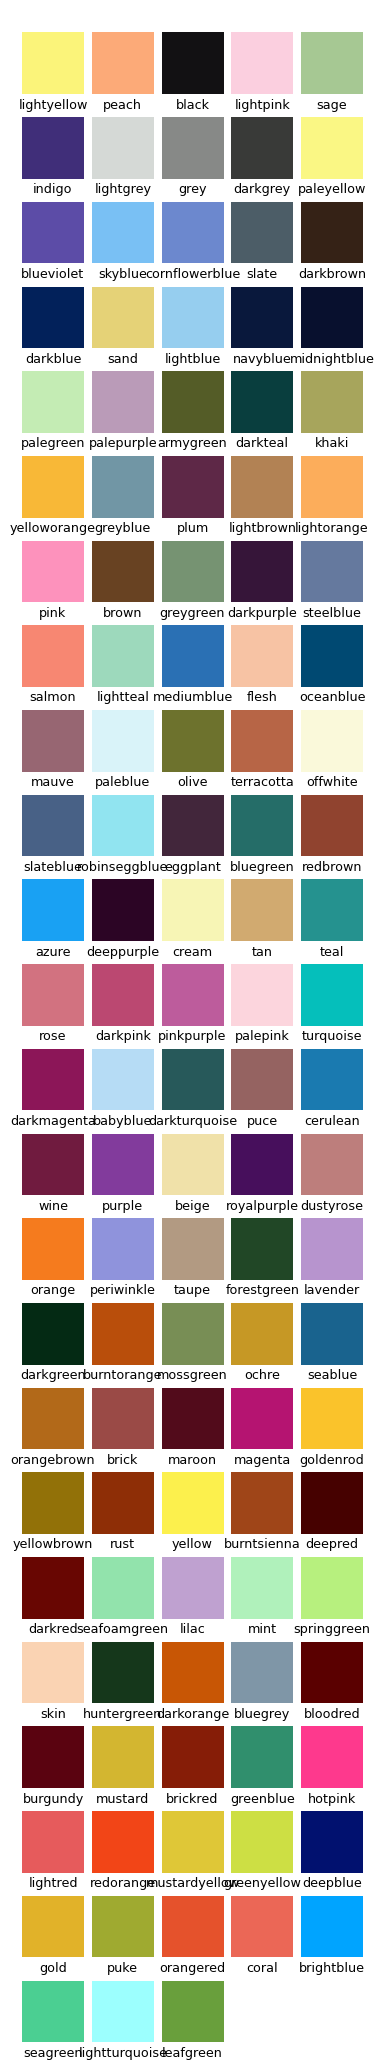 lightyellow peach black lightpink sage
indigo lightgrey grey darkgrey paleyellow
blueviolet skyblue cornflowerblue slate darkbrown
darkblue sand lightblue navyblue midnightblue
palegreen palepurple armygreen darkteal khaki
yelloworange greyblue plum lightbrown lightorange
pink brown greygreen darkpurple steelblue
salmon lightteal mediumblue flesh oceanblue
mauve paleblue olive terracotta offwhite
slateblue robinseggblue eggplant bluegreen redbrown
azure deeppurple cream tan teal
rose darkpink pinkpurple palepink turquoise
darkmagenta babyblue darkturquoise puce cerulean
wine purple beige royalpurple dustyrose
orange periwinkle taupe forestgreen lavender
darkgreen burntorange mossgreen ochre seablue
orangebrown brick maroon magenta goldenrod
yellowbrown rust yellow burntsienna deepred
darkred seafoamgreen lilac mint springgreen
skin huntergreen darkorange bluegrey bloodred
burgundy mustard brickred greenblue hotpink
lightred redorange mustardyellow greenyellow deepblue
gold puke orangered coral brightblue
seagreen lightturquoise leafgreen